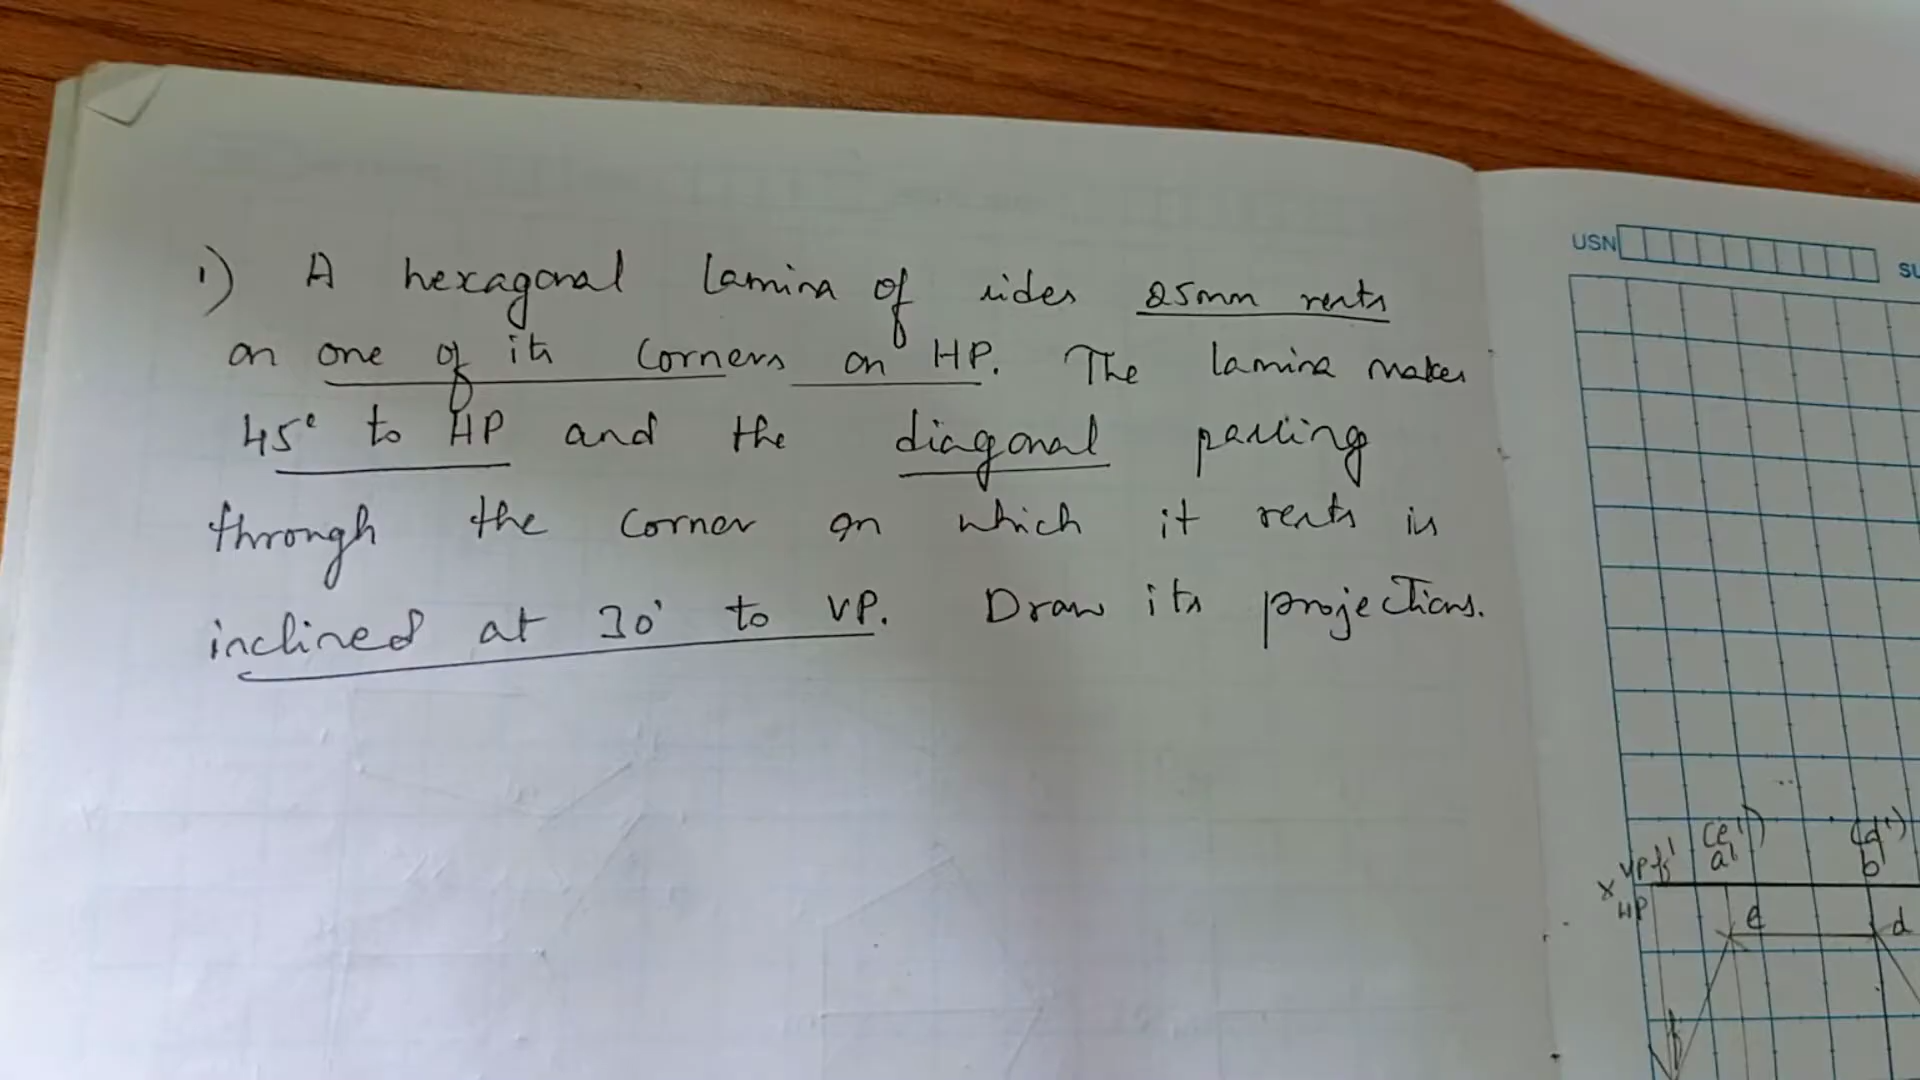 1) A hexagonal lamina of sides 25mm rests
on one of its corners on HP. The lamina makes
45° to HP and the diagonal passing
through the corner on which it rests is
inclined at 30° to VP. Draw its projections.
USN
SU
(e') (d')
VP f' a' b'
X
HP e d
f